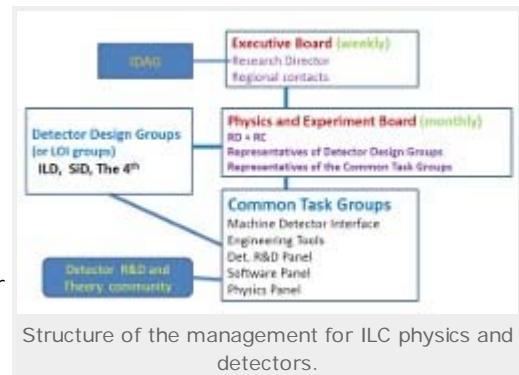 IDAG
Executive Board (weekly)
Research Director
Regional contacts
Detector Design Groups
(or LOI groups)
ILD, SiD, The 4th
Physics and Experiment Board (monthly)
RD + RC
Representatives of Detector Design Groups
Representatives of the Common Task Groups
Common Task Groups
Machine Detector Interface
Engineering Tools
Det. R&D Panel
Software Panel
Physics Panel
Detector R&D and
Theory community
r
Structure of the management for ILC physics and
detectors.